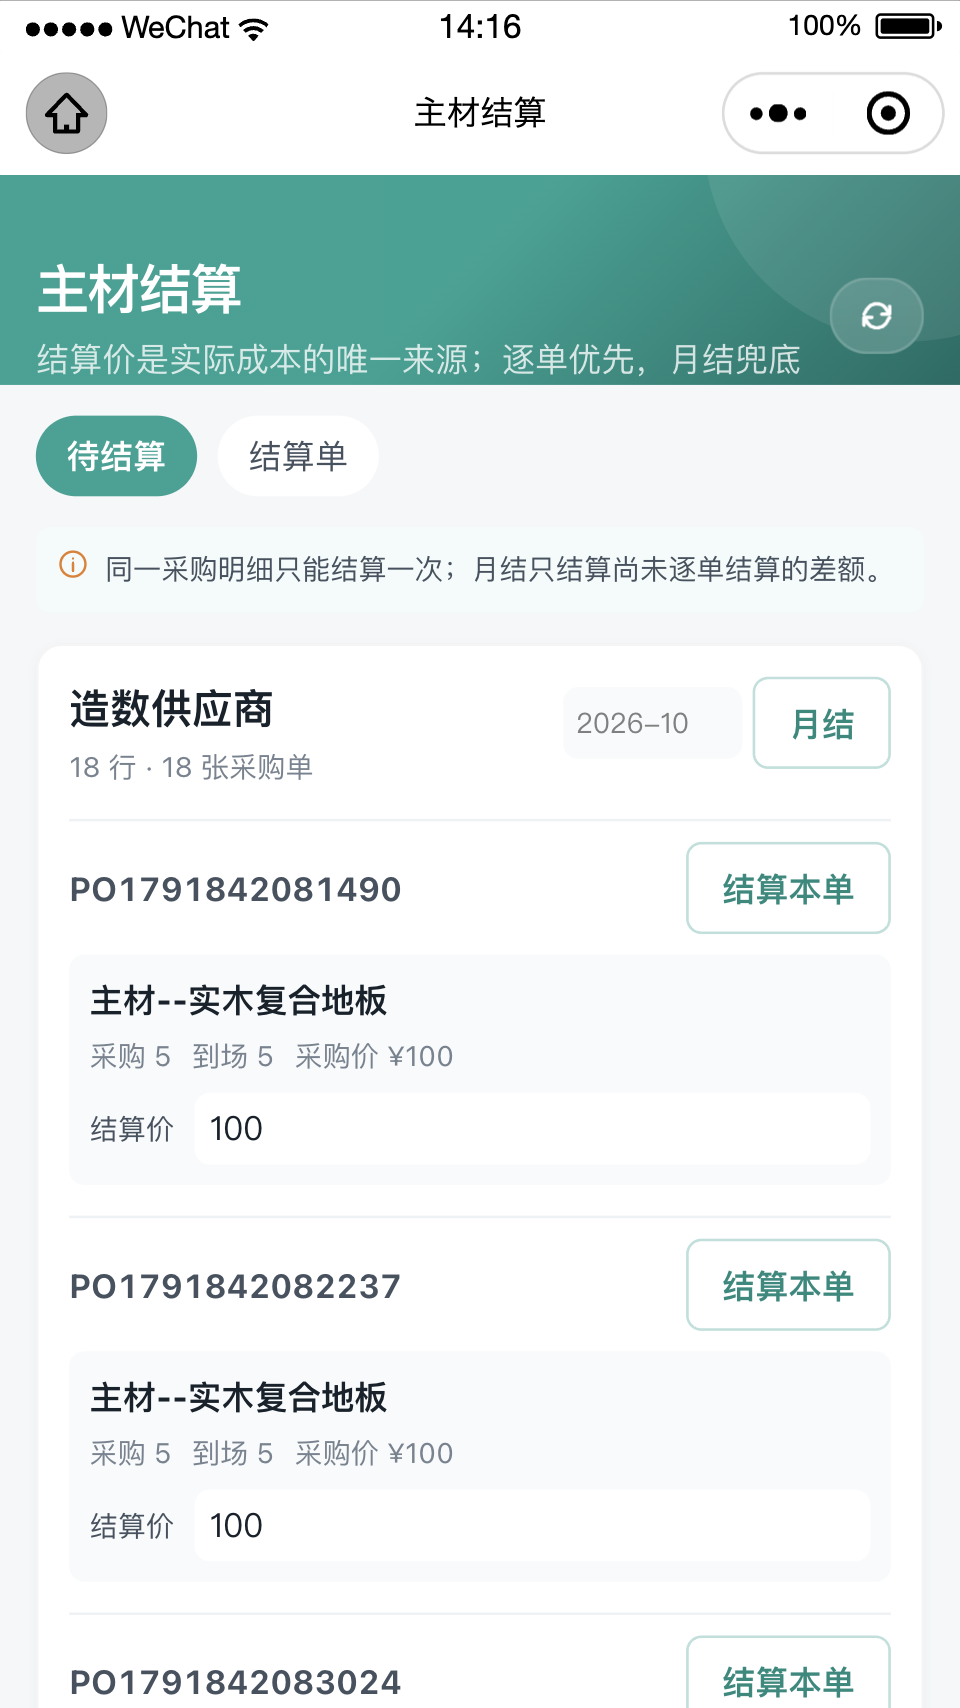 WeChat 14:16 100%
主材结算
主材结算
结算价是实际成本的唯一来源；逐单优先，月结兜底
待结算 结算单
同一采购明细只能结算一次；月结只结算尚未逐单结算的差额。
造数供应商 2026-10 月结
18 行 · 18 张采购单
PO1791842081490 结算本单
主材--实木复合地板
采购 5 到场 5 采购价 ¥100
结算价 100
PO1791842082237 结算本单
主材--实木复合地板
采购 5 到场 5 采购价 ¥100
结算价 100
PO1791842083024 结算本单